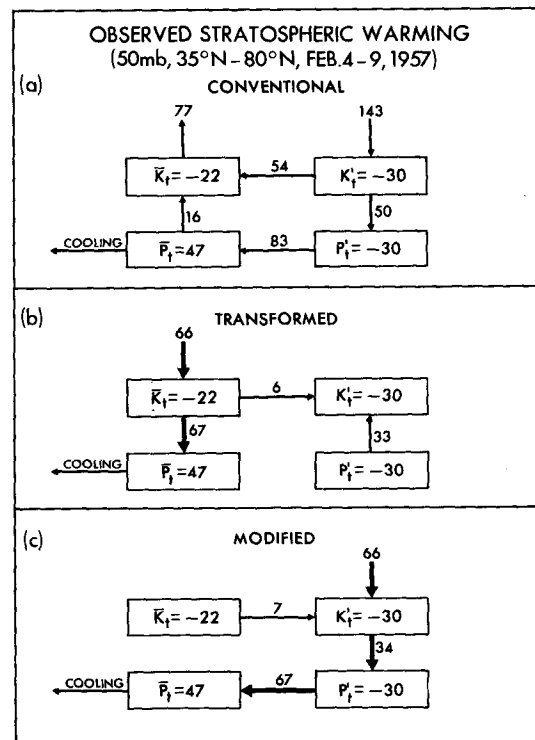 OBSERVED STRATOSPHERIC WARMING
(50mb, 35°N-80°N, FEB.4-9, 1957)
(a)
CONVENTIONAL
77
143
K̄t = -22
54
K't = -30
16
50
COOLING
P̄t = 47
83
P't = -30
(b)
TRANSFORMED
66
K̄t = -22
6
K't = -30
67
33
COOLING
P̄t = 47
P't = -30
(c)
MODIFIED
66
K̄t = -22
7
K't = -30
34
COOLING
P̄t = 47
67
P't = -30